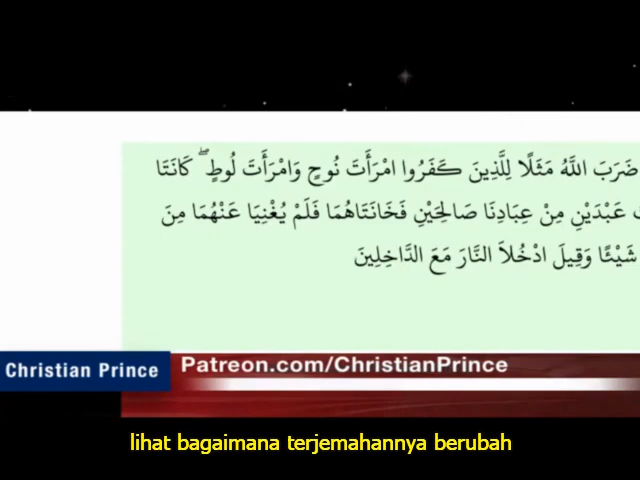 ضَرَبَ اللَّهُ مَثَلًا لِلَّذِينَ كَفَرُوا امْرَأَتَ نُوحٍ وَامْرَأَتَ لُوطٍ ۖ كَانَتَا
عَبْدَيْنِ مِنْ عِبَادِنَا صَالِحَيْنِ فَخَانَتَاهُمَا فَلَمْ يُغْنِيَا عَنْهُمَا مِنَ
شَيْئًا وَقِيلَ ادْخُلَا النَّارَ مَعَ الدَّاخِلِينَ
Christian Prince
Patreon.com/ChristianPrince
lihat bagaimana terjemahannya berubah